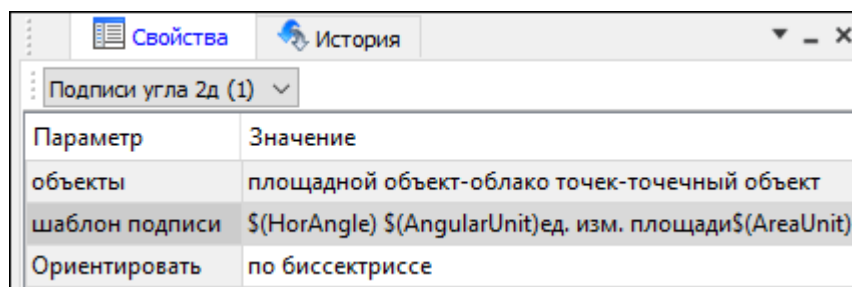 Свойства История
Подписи угла 2д (1)
Параметр Значение
объекты площадной объект-облако точек-точечный объект
шаблон подписи $(HorAngle) $(AngularUnit)ед. изм. площади$(AreaUnit)
Ориентировать по биссектриссе